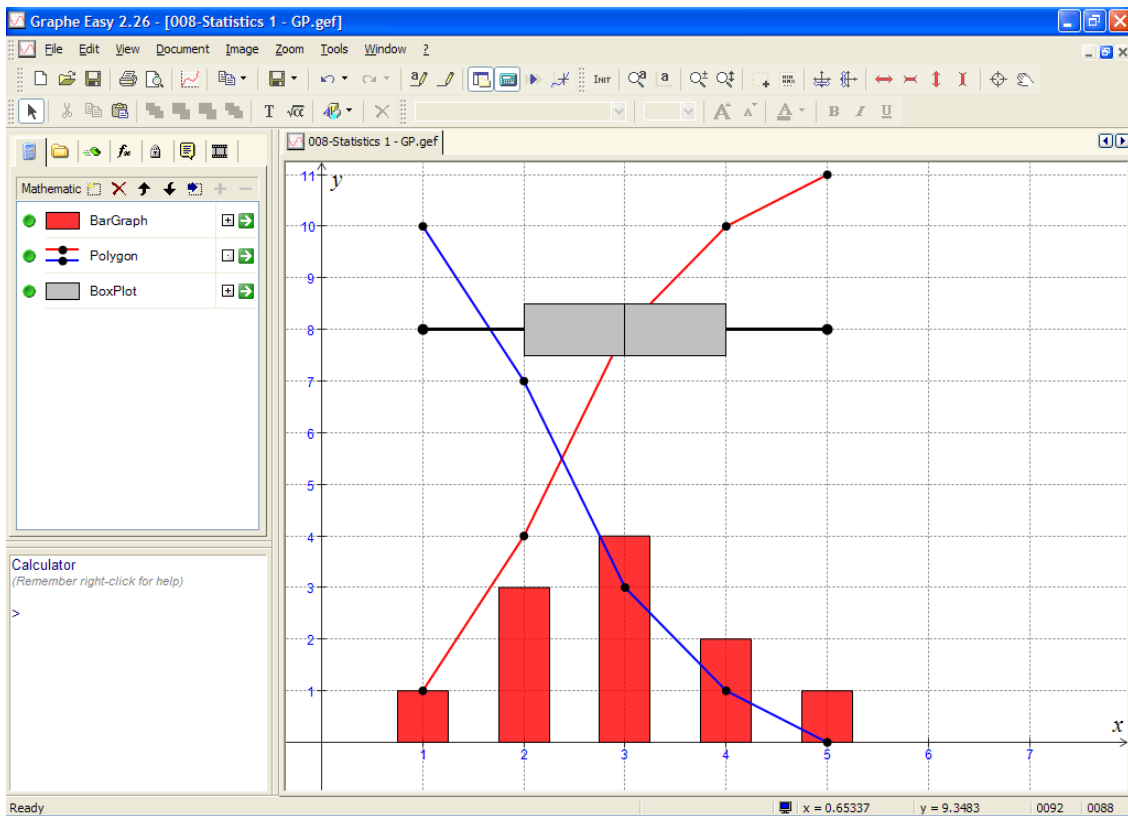 Graphe Easy 2.26 - [008-Statistics 1 - GP.gef]
File Edit View Document Image Zoom Tools Window ?
INIT
T √α
A A A B I U
008-Statistics 1 - GP.gef
Mathematic
BarGraph
Polygon
BoxPlot
Calculator
(Remember right-click for help)
>
y
11
10
9
8
7
6
5
4
3
2
1
x
1 2 3 4 5 6 7
Ready x = 0.65337 y = 9.3483 0092 0088